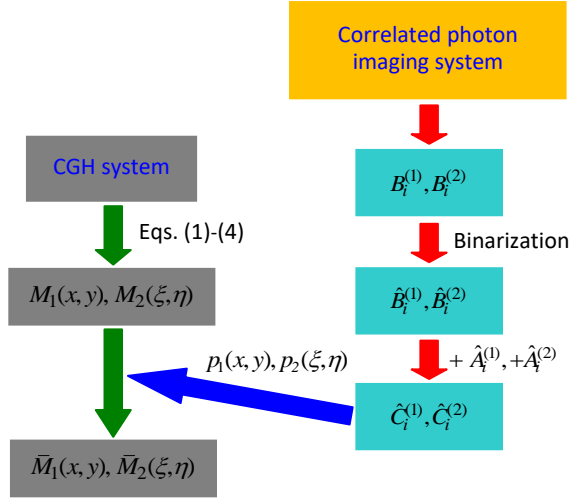 Correlated photon
imaging system
CGH system
B_i^{(1)}, B_i^{(2)}
Eqs. (1)-(4)
Binarization
M_1(x, y), M_2(ξ,η)
B̂_i^{(1)}, B̂_i^{(2)}
p_1(x, y), p_2(ξ,η)
+ Â_i^{(1)}, +Â_i^{(2)}
Ĉ_i^{(1)}, Ĉ_i^{(2)}
M̄_1(x, y), M̄_2(ξ,η)